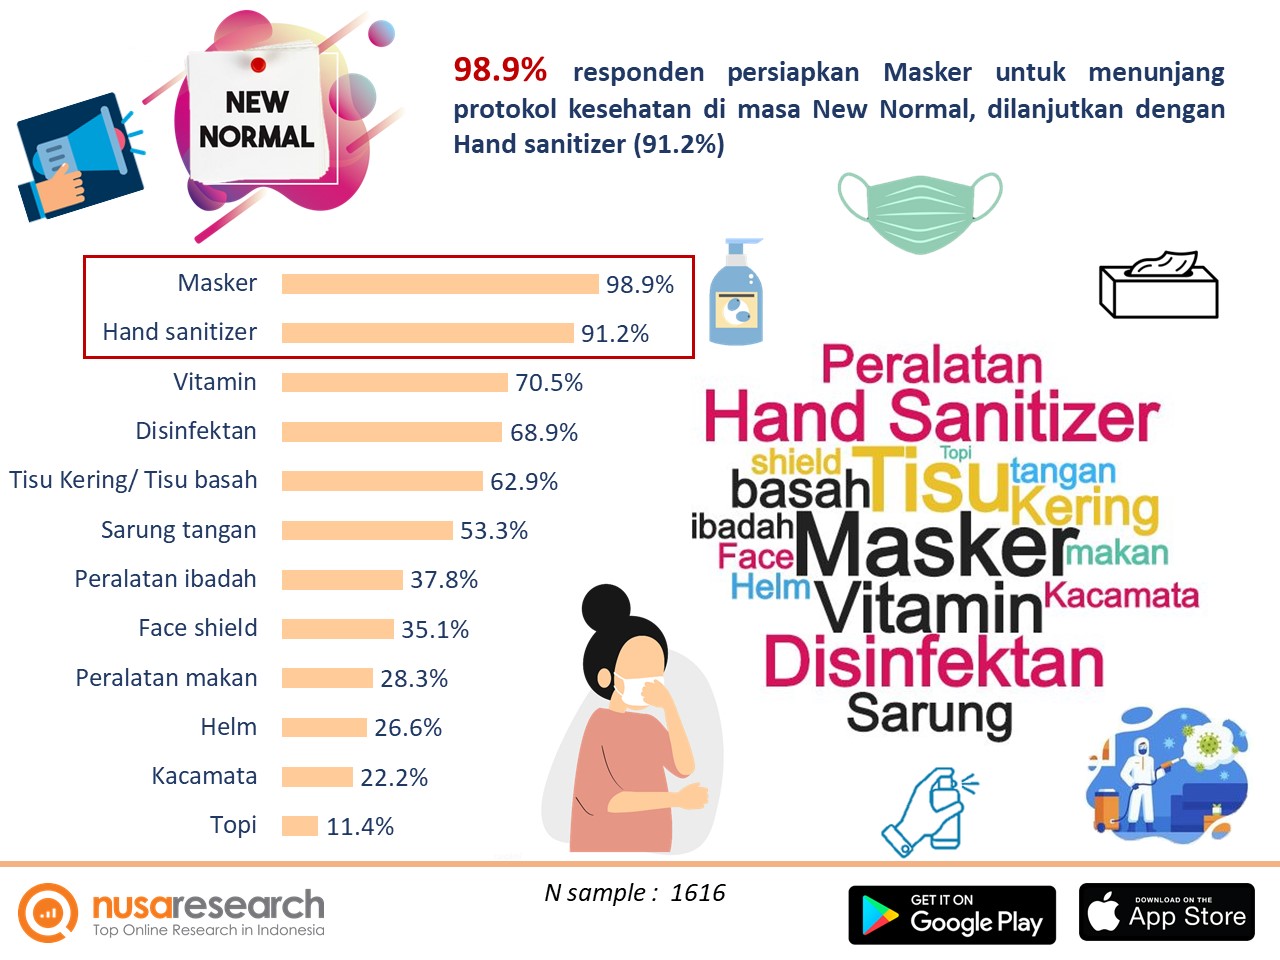 NEW
NORMAL
98.9% responden persiapkan Masker untuk menunjang
protokol kesehatan di masa New Normal, dilanjutkan dengan
Hand sanitizer (91.2%)
Masker 98.9%
Hand sanitizer 91.2%
Vitamin 70.5%
Disinfektan 68.9%
Tisu Kering/ Tisu basah 62.9%
Sarung tangan 53.3%
Peralatan ibadah 37.8%
Face shield 35.1%
Peralatan makan 28.3%
Helm 26.6%
Kacamata 22.2%
Topi 11.4%
Peralatan
Hand Sanitizer
shield Tisu Topi tangan
basah Kering
ibadah Masker
Face makan
Helm Vitamin Kacamata
Disinfektan
Sarung
nusaresearch
Top Online Research in Indonesia
N sample : 1616
GET IT ON
Google Play
DOWNLOAD ON THE
App Store